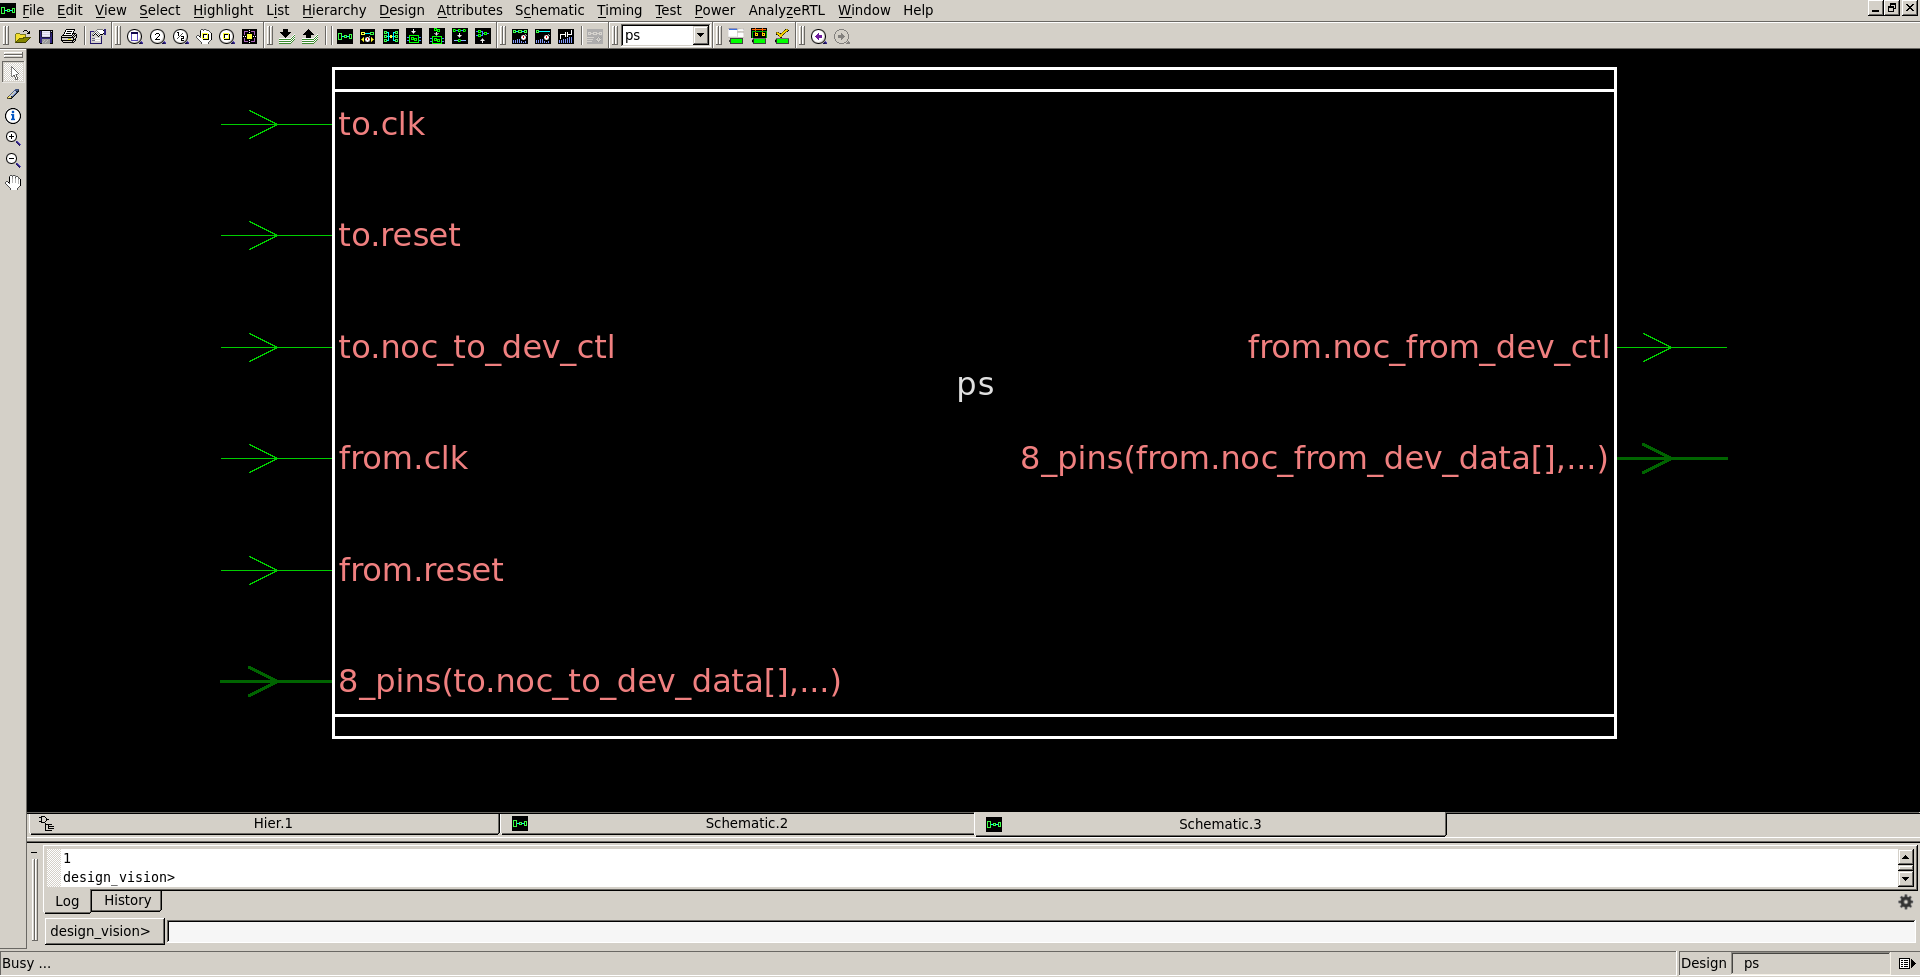 File Edit View Select Highlight List Hierarchy Design Attributes Schematic Timing Test Power AnalyzeRTL Window Help
ps
to.clk
to.reset
to.noc_to_dev_ctl
from.noc_from_dev_ctl
ps
from.clk
8_pins(from.noc_from_dev_data[],...)
from.reset
8_pins(to.noc_to_dev_data[],...)
Hier.1 Schematic.2 Schematic.3
1
design_vision>
Log History
design_vision>
Busy ... Design ps